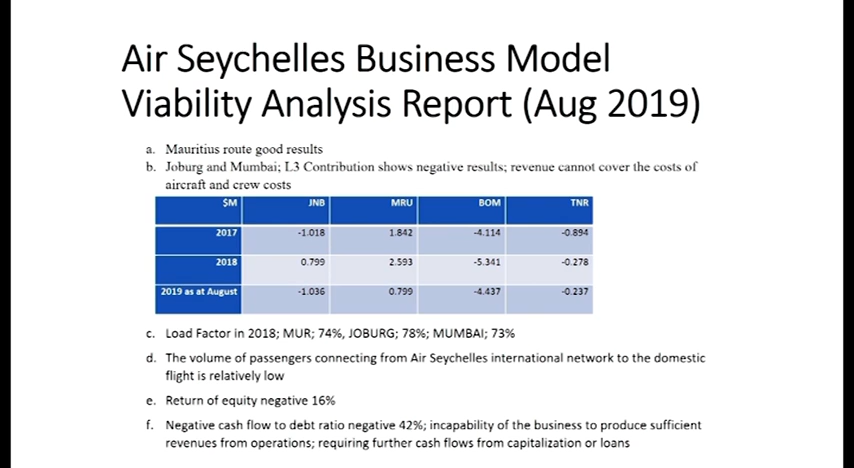 Air Seychelles Business Model
Viability Analysis Report (Aug 2019)
a. Mauritius route good results
b. Joburg and Mumbai; L3 Contribution shows negative results; revenue cannot cover the costs of
aircraft and crew costs
$M JNB MRU BOM TNR
2017 -1.018 1.842 -4.114 -0.894
2018 0.799 2.593 -5.341 -0.278
2019 as at August -1.036 0.799 -4.437 -0.237
c. Load Factor in 2018; MUR; 74%, JOBURG; 78%; MUMBAI; 73%
d. The volume of passengers connecting from Air Seychelles international network to the domestic
flight is relatively low
e. Return of equity negative 16%
f. Negative cash flow to debt ratio negative 42%; incapability of the business to produce sufficient
revenues from operations; requiring further cash flows from capitalization or loans